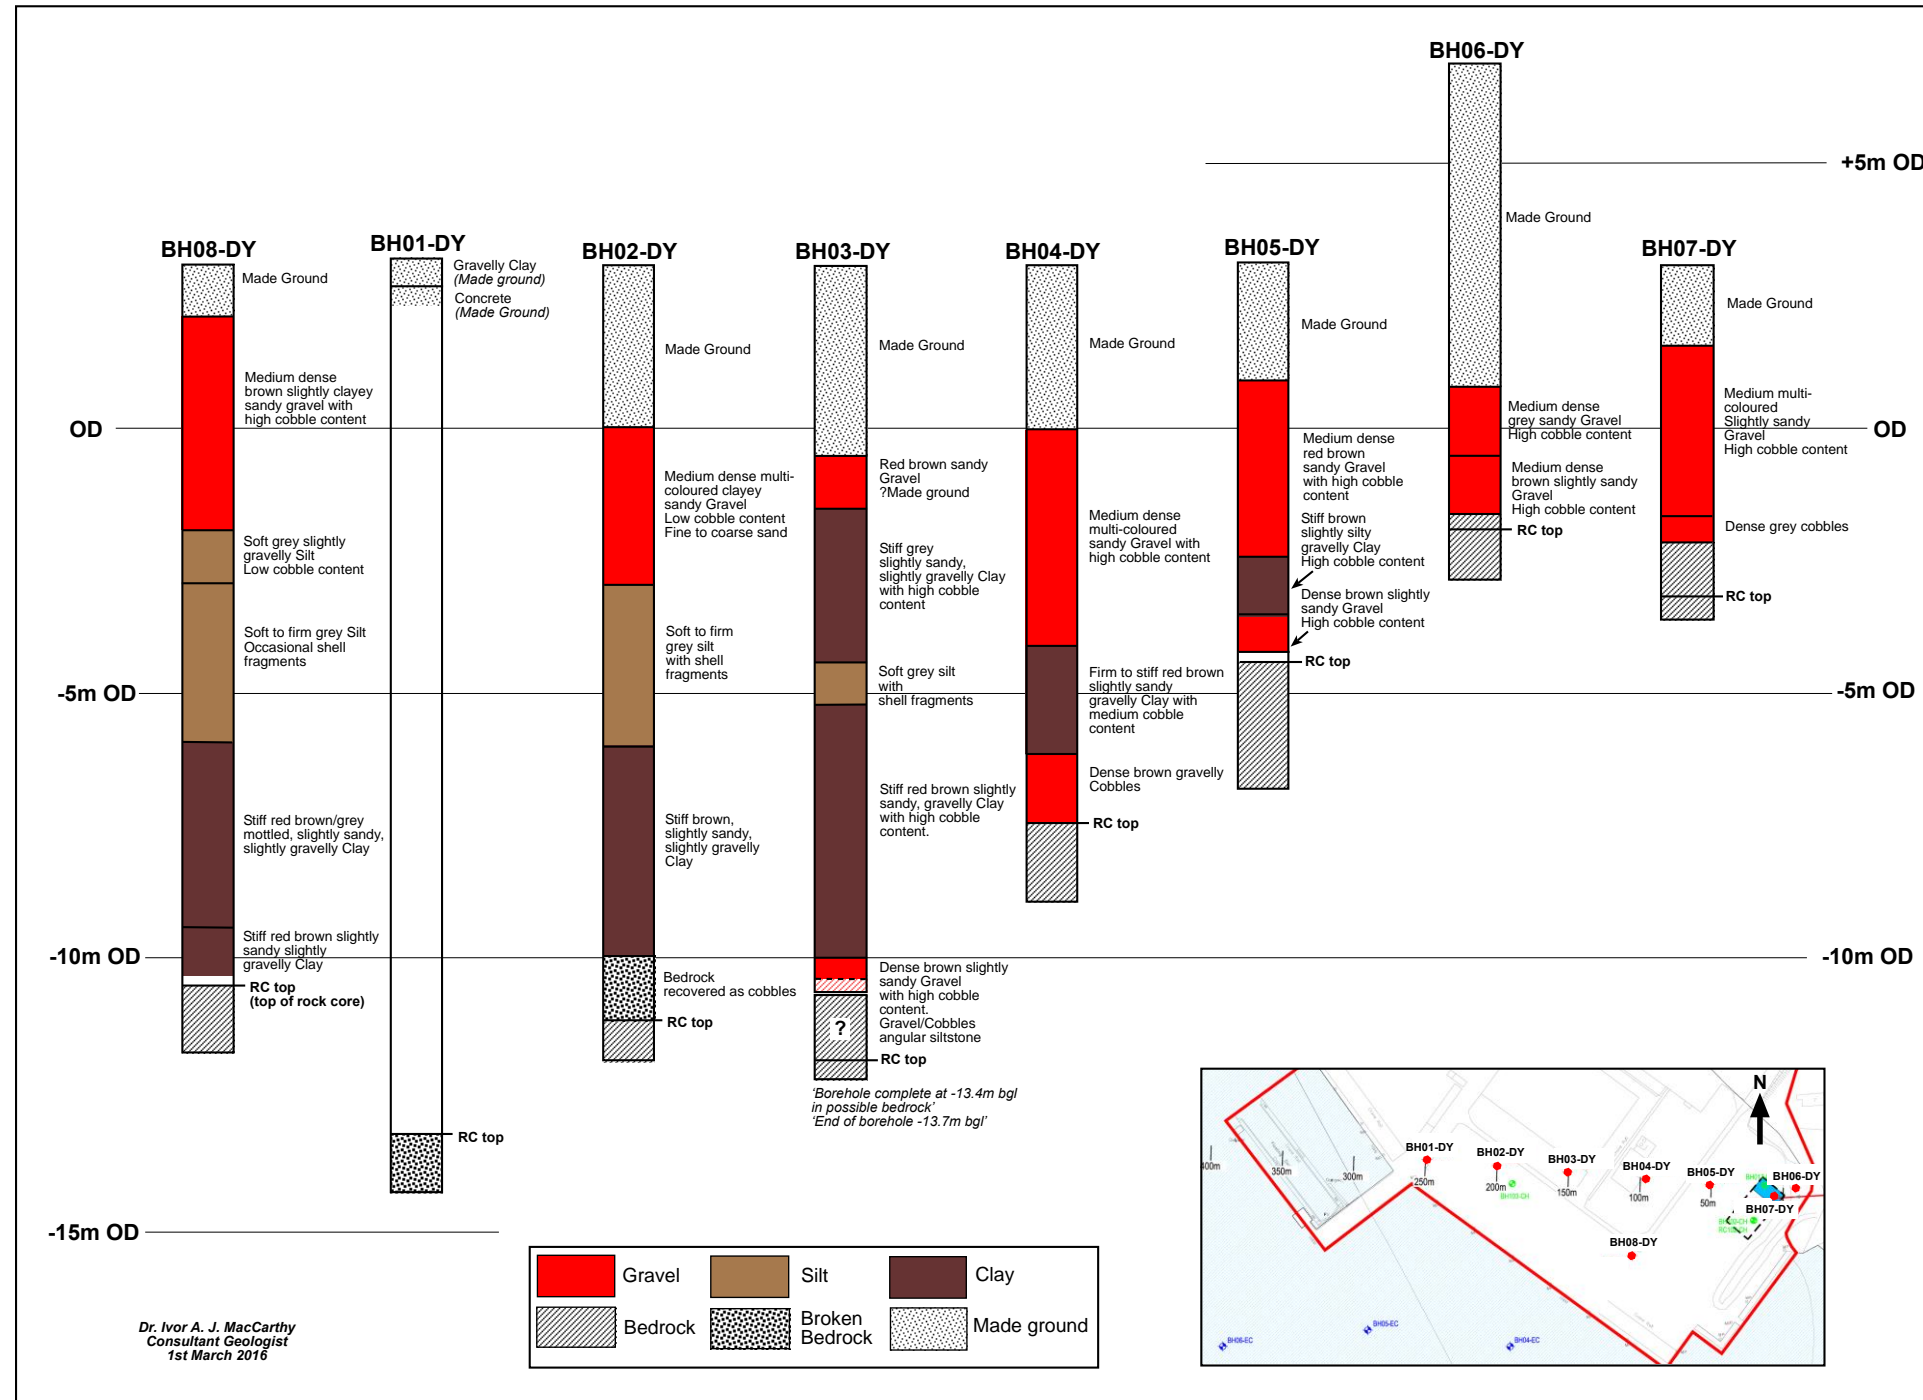 BH06-DY
+5m OD
Made Ground
BH08-DY
BH01-DY
BH02-DY
BH03-DY
BH04-DY
BH05-DY
BH07-DY
Made Ground
Gravelly Clay
(Made ground)
Concrete
(Made Ground)
Made Ground
Made Ground
Made Ground
Made Ground
Made Ground
OD
OD
Medium dense
brown slightly clayey
sandy gravel with
high cobble content
Soft grey slightly
gravelly Silt
Low cobble content
Soft to firm grey Silt
Occasional shell
fragments
Stiff red brown/grey
mottled, slightly sandy,
slightly gravelly Clay
Stiff red brown slightly
sandy slightly
gravelly Clay
RC top
(top of rock core)
RC top
Medium dense multi-
coloured clayey
sandy Gravel
Low cobble content
Fine to coarse sand
Soft to firm
grey silt
with shell
fragments
Stiff brown,
slightly sandy,
slightly gravelly
Clay
Bedrock
recovered as cobbles
RC top
Red brown sandy
Gravel
?Made ground
Stiff grey
slightly sandy,
slightly gravelly Clay
with high cobble
content
Soft grey silt
with
shell fragments
Stiff red brown slightly
sandy, gravelly Clay
with high cobble
content.
Dense brown slightly
sandy Gravel
with high cobble
content.
Gravel/Cobbles
angular siltstone
?
RC top
'Borehole complete at -13.4m bgl
in possible bedrock'
'End of borehole -13.7m bgl'
Medium dense
multi-coloured
sandy Gravel with
high cobble content
Firm to stiff red brown
slightly sandy
gravelly Clay with
medium cobble
content
Dense brown gravelly
Cobbles
RC top
Medium dense
red brown
sandy Gravel
with high cobble
content
Stiff brown
slightly silty
gravelly Clay
High cobble content
Dense brown slightly
sandy Gravel
High cobble content
RC top
Medium dense
grey sandy Gravel
High cobble content
Medium dense
brown slightly sandy
Gravel
High cobble content
RC top
Medium multi-
coloured
Slightly sandy
Gravel
High cobble content
Dense grey cobbles
RC top
-5m OD
-5m OD
-10m OD
-10m OD
-15m OD
Gravel
Silt
Clay
Bedrock
Broken
Bedrock
Made ground
Dr. Ivor A. J. MacCarthy
Consultant Geologist
1st March 2016
N
BH01-DY
BH02-DY
BH03-DY
BH04-DY
BH05-DY
BH06-DY
BH07-DY
BH08-DY
400m
350m
300m
250m
200m
150m
100m
50m
BH06-EC
BH05-EC
BH04-EC